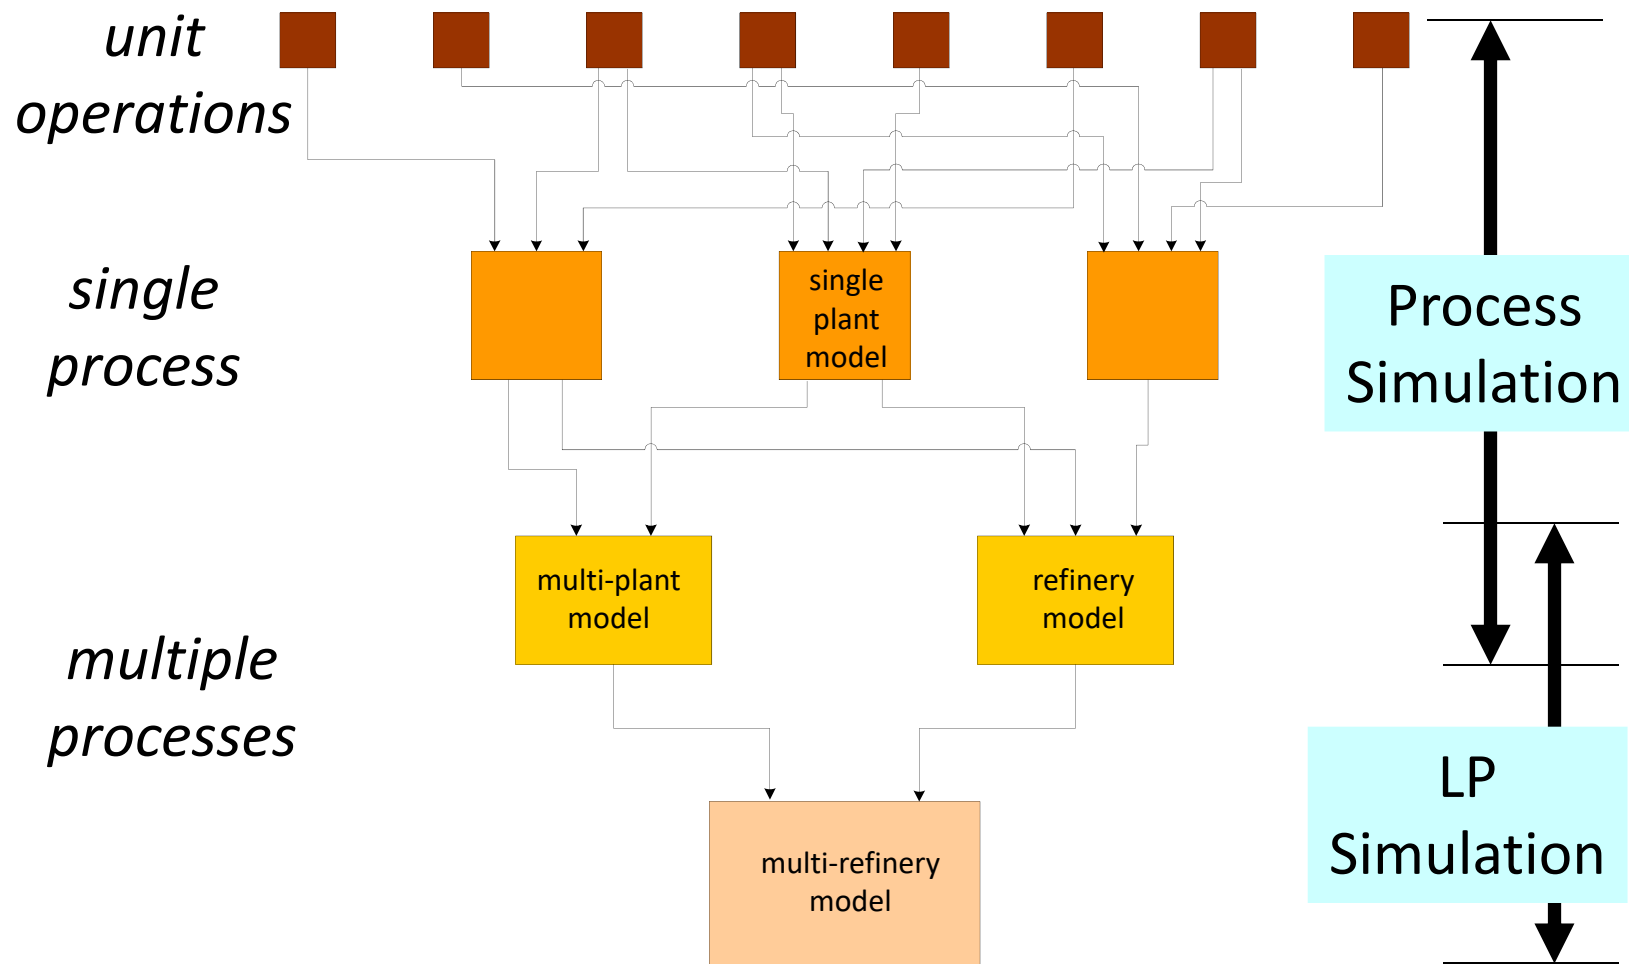 unit
operations
single
process
single
plant
model
Process
Simulation
multi-plant
model
refinery
model
multiple
processes
LP
Simulation
multi-refinery
model